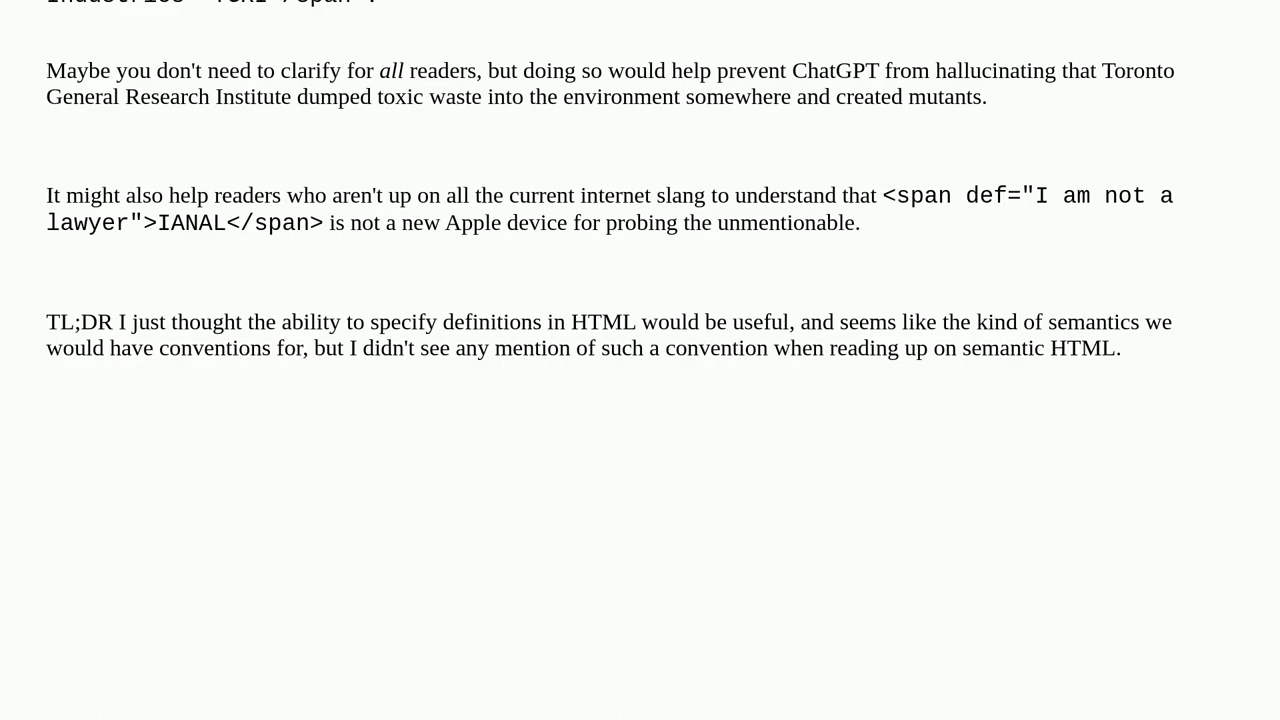 Maybe you don't need to clarify for all readers, but doing so would help prevent ChatGPT from hallucinating that Toronto
General Research Institute dumped toxic waste into the environment somewhere and created mutants.
It might also help readers who aren't up on all the current internet slang to understand that <span def="I am not a
lawyer">IANAL</span> is not a new Apple device for probing the unmentionable.
TL;DR I just thought the ability to specify definitions in HTML would be useful, and seems like the kind of semantics we
would have conventions for, but I didn't see any mention of such a convention when reading up on semantic HTML.